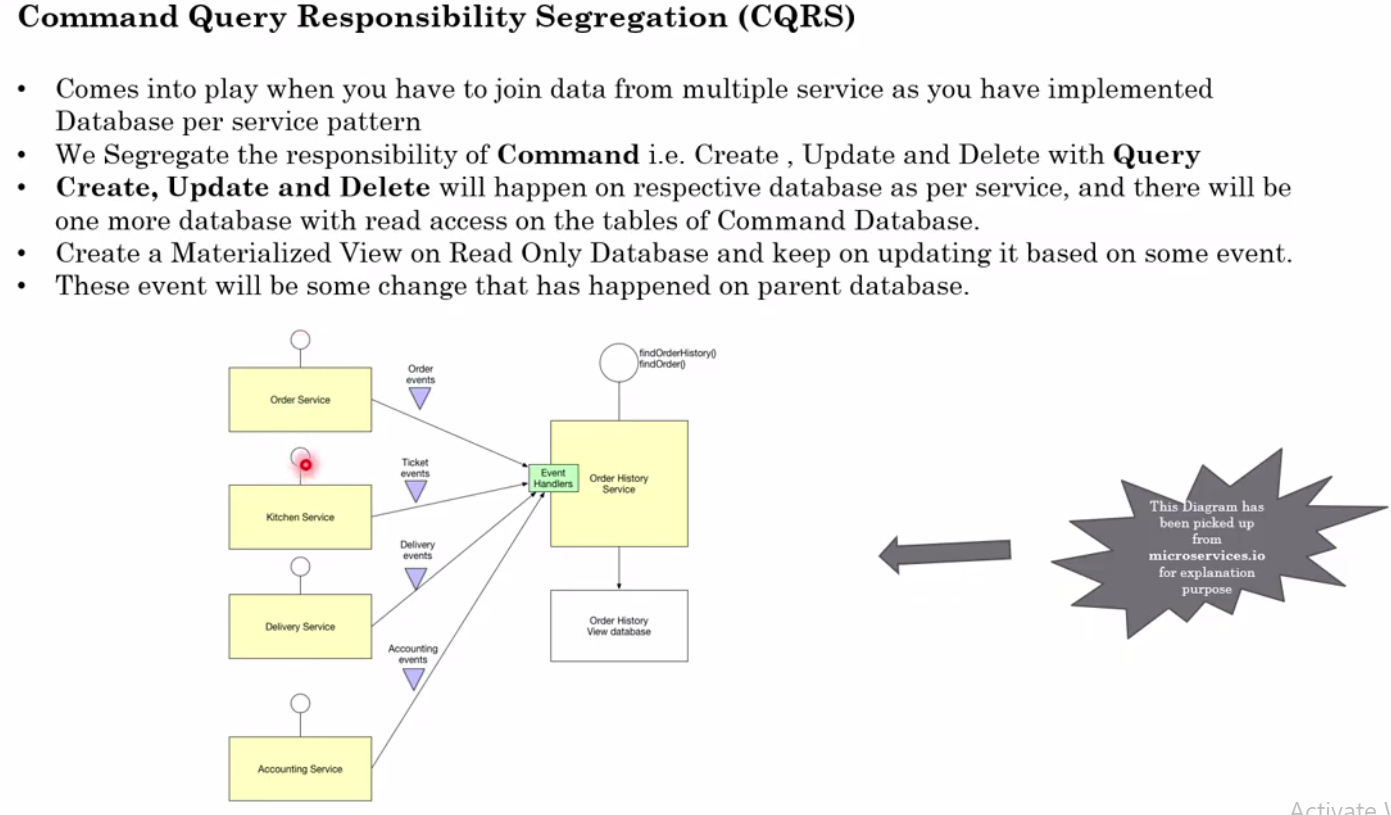 Command Query Responsibility Segregation (CQRS)
• Comes into play when you have to join data from multiple service as you have implemented
Database per service pattern
• We Segregate the responsibility of Command i.e. Create , Update and Delete with Query
• Create, Update and Delete will happen on respective database as per service, and there will be
one more database with read access on the tables of Command Database.
• Create a Materialized View on Read Only Database and keep on updating it based on some event.
• These event will be some change that has happened on parent database.
Order
events
Order Service
Ticket
events
Kitchen Service
Delivery
events
Delivery Service
Accounting
events
Accounting Service
findOrderHistory()
findOrder()
Event
Handlers
Order History
Service
Order History
View database
This Diagram has
been picked up
from
microservices.io
for explanation
purpose
Activate